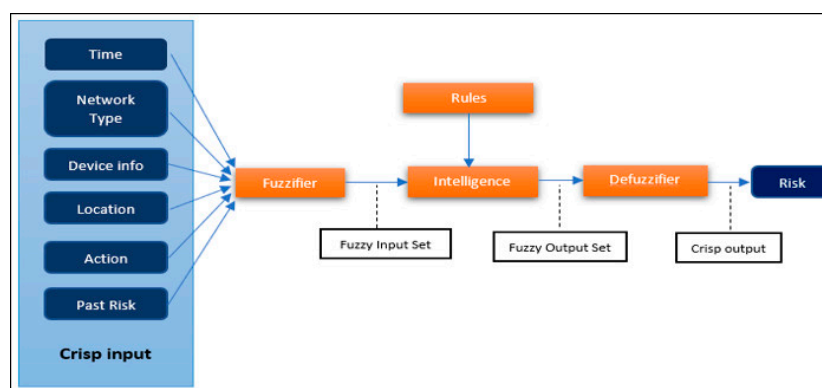 Time
Network
Type
Device info
Location
Action
Past Risk
Crisp input
Fuzzifier
Rules
Intelligence
Defuzzifier
Risk
Fuzzy Input Set
Fuzzy Output Set
Crisp output